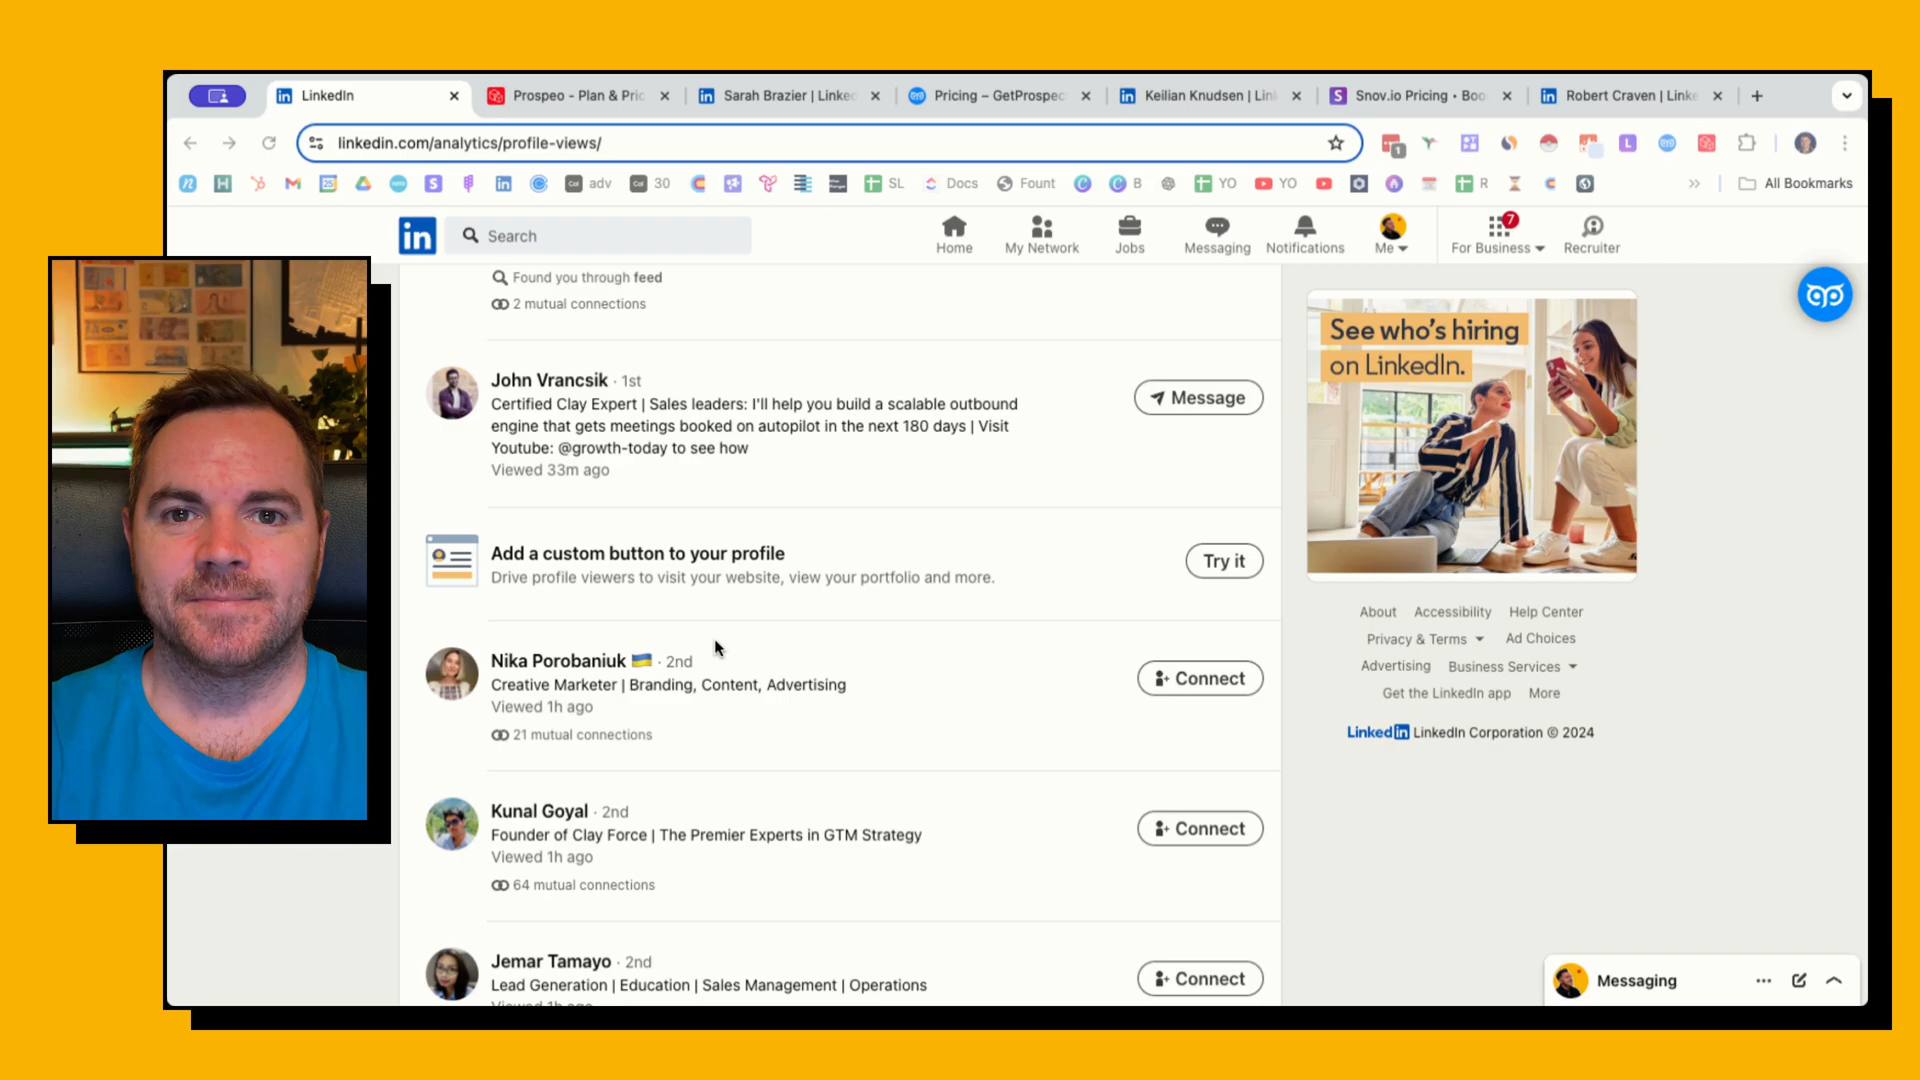 LinkedIn
Prospeo - Plan & Pric
Sarah Brazier | Linke
Pricing – GetProspec
Keilian Knudsen | Lin
Snov.io Pricing • Boo
Robert Craven | Linke
linkedin.com/analytics/profile-views/
1
adv
30
SL
Docs
Fount
B
YO
YO
R
All Bookmarks
in
Search
Home
My Network
Jobs
Messaging
Notifications
Me
7
For Business
Recruiter
Found you through feed
2 mutual connections
John Vrancsik · 1st
Certified Clay Expert | Sales leaders: I'll help you build a scalable outbound
engine that gets meetings booked on autopilot in the next 180 days | Visit
Youtube: @growth-today to see how
Viewed 33m ago
Message
Add a custom button to your profile
Drive profile viewers to visit your website, view your portfolio and more.
Try it
Nika Porobaniuk 🇺🇦 · 2nd
Creative Marketer | Branding, Content, Advertising
Viewed 1h ago
21 mutual connections
Connect
Kunal Goyal · 2nd
Founder of Clay Force | The Premier Experts in GTM Strategy
Viewed 1h ago
64 mutual connections
Connect
Jemar Tamayo · 2nd
Lead Generation | Education | Sales Management | Operations
Viewed 1h ago
Connect
See who's hiring
on LinkedIn.
About Accessibility Help Center
Privacy & Terms Ad Choices
Advertising Business Services
Get the LinkedIn app More
LinkedIn LinkedIn Corporation © 2024
Messaging